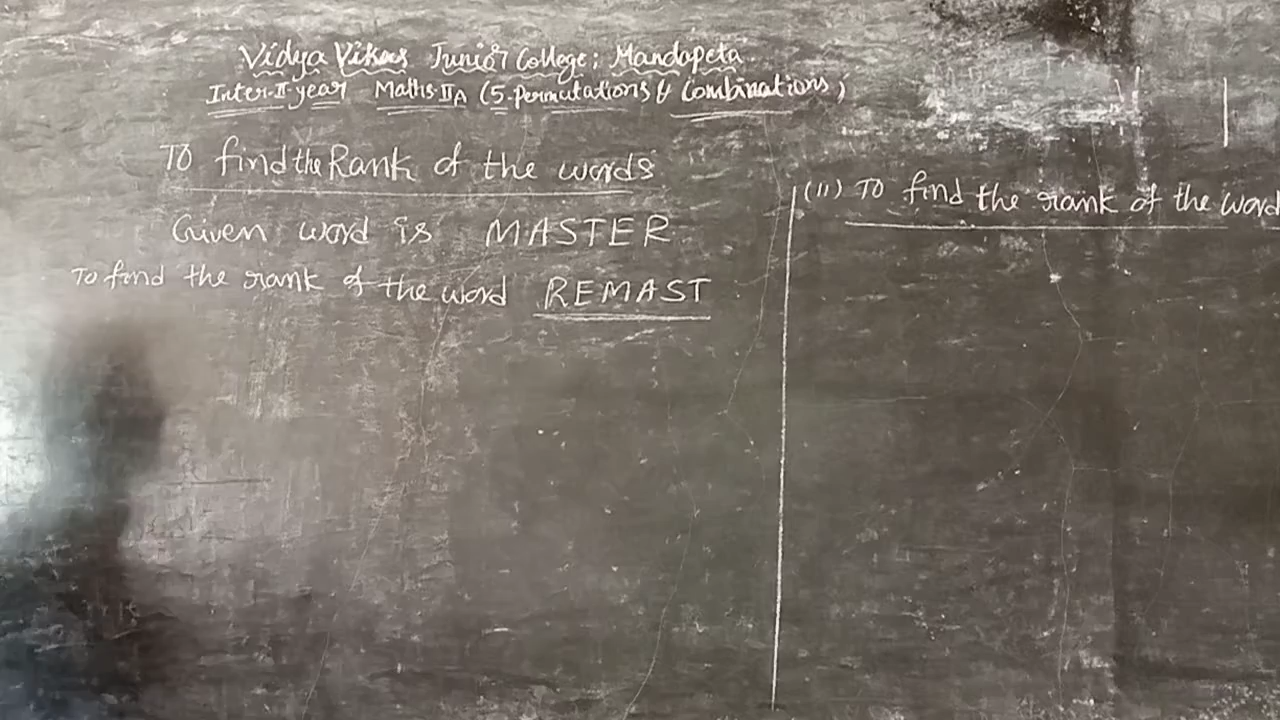 Vidya Vikas Junior College; Mandapeta.
Inter-II-year Maths IIA (5. Permutations & Combinations)
To find the Rank of the words
Given word is MASTER.
To find the rank of the word REMAST
(ii) To find the rank of the word